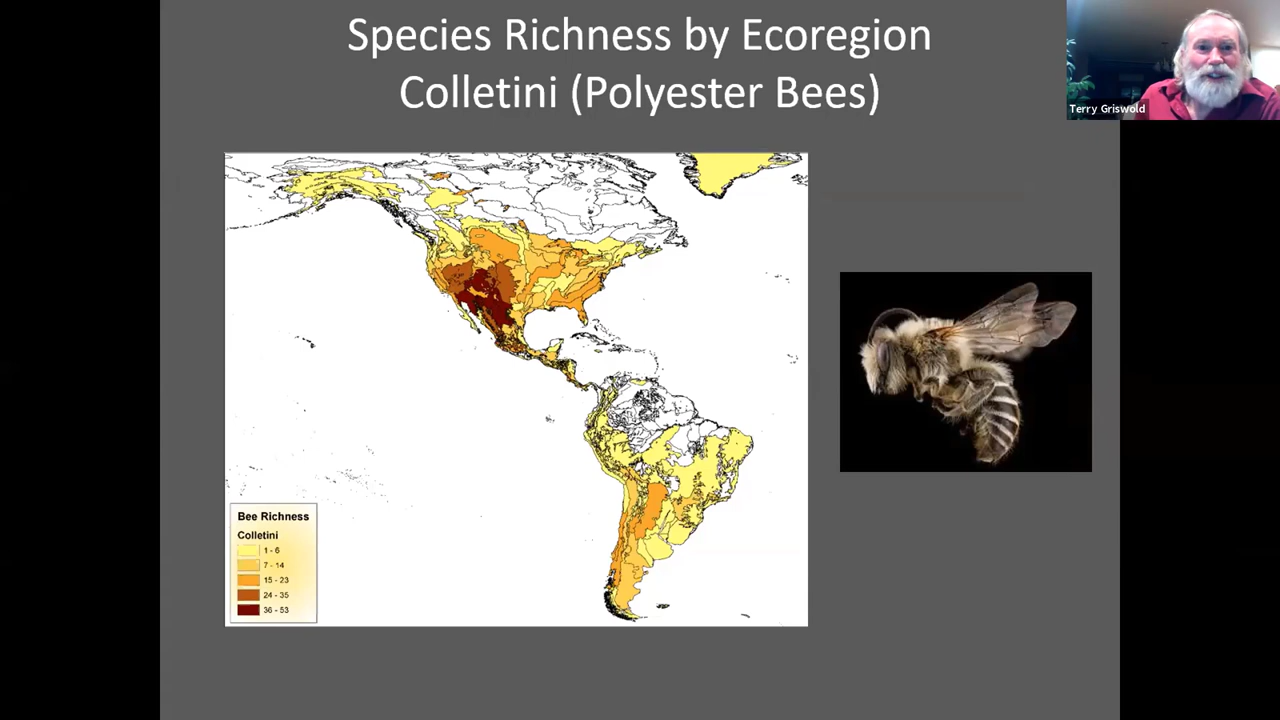 Species Richness by Ecoregion
Colletini (Polyester Bees)
Terry Griswold
Bee Richness
Colletini
1 - 6
7 - 14
15 - 23
24 - 35
36 - 53